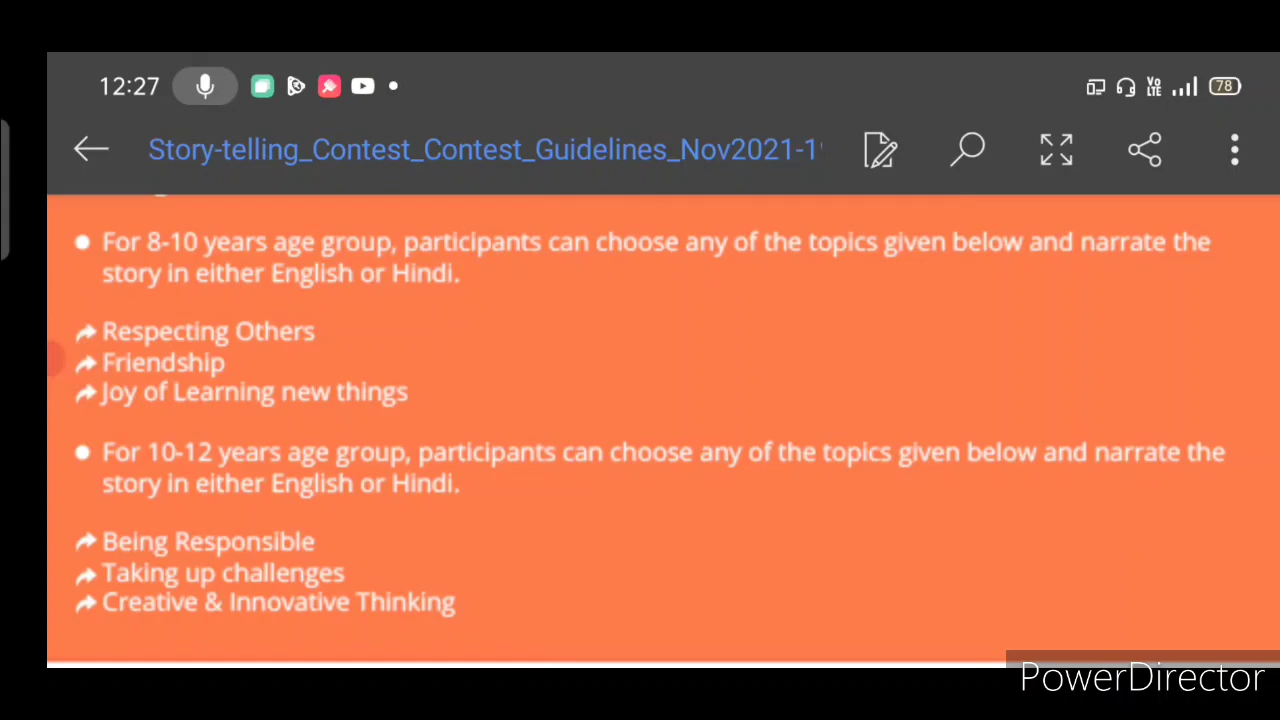 12:27 Vo LTE 78
Story-telling_Contest_Contest_Guidelines_Nov2021-1
For 8-10 years age group, participants can choose any of the topics given below and narrate the
story in either English or Hindi.
Respecting Others
Friendship
Joy of Learning new things
For 10-12 years age group, participants can choose any of the topics given below and narrate the
story in either English or Hindi.
Being Responsible
Taking up challenges
Creative & Innovative Thinking
PowerDirector